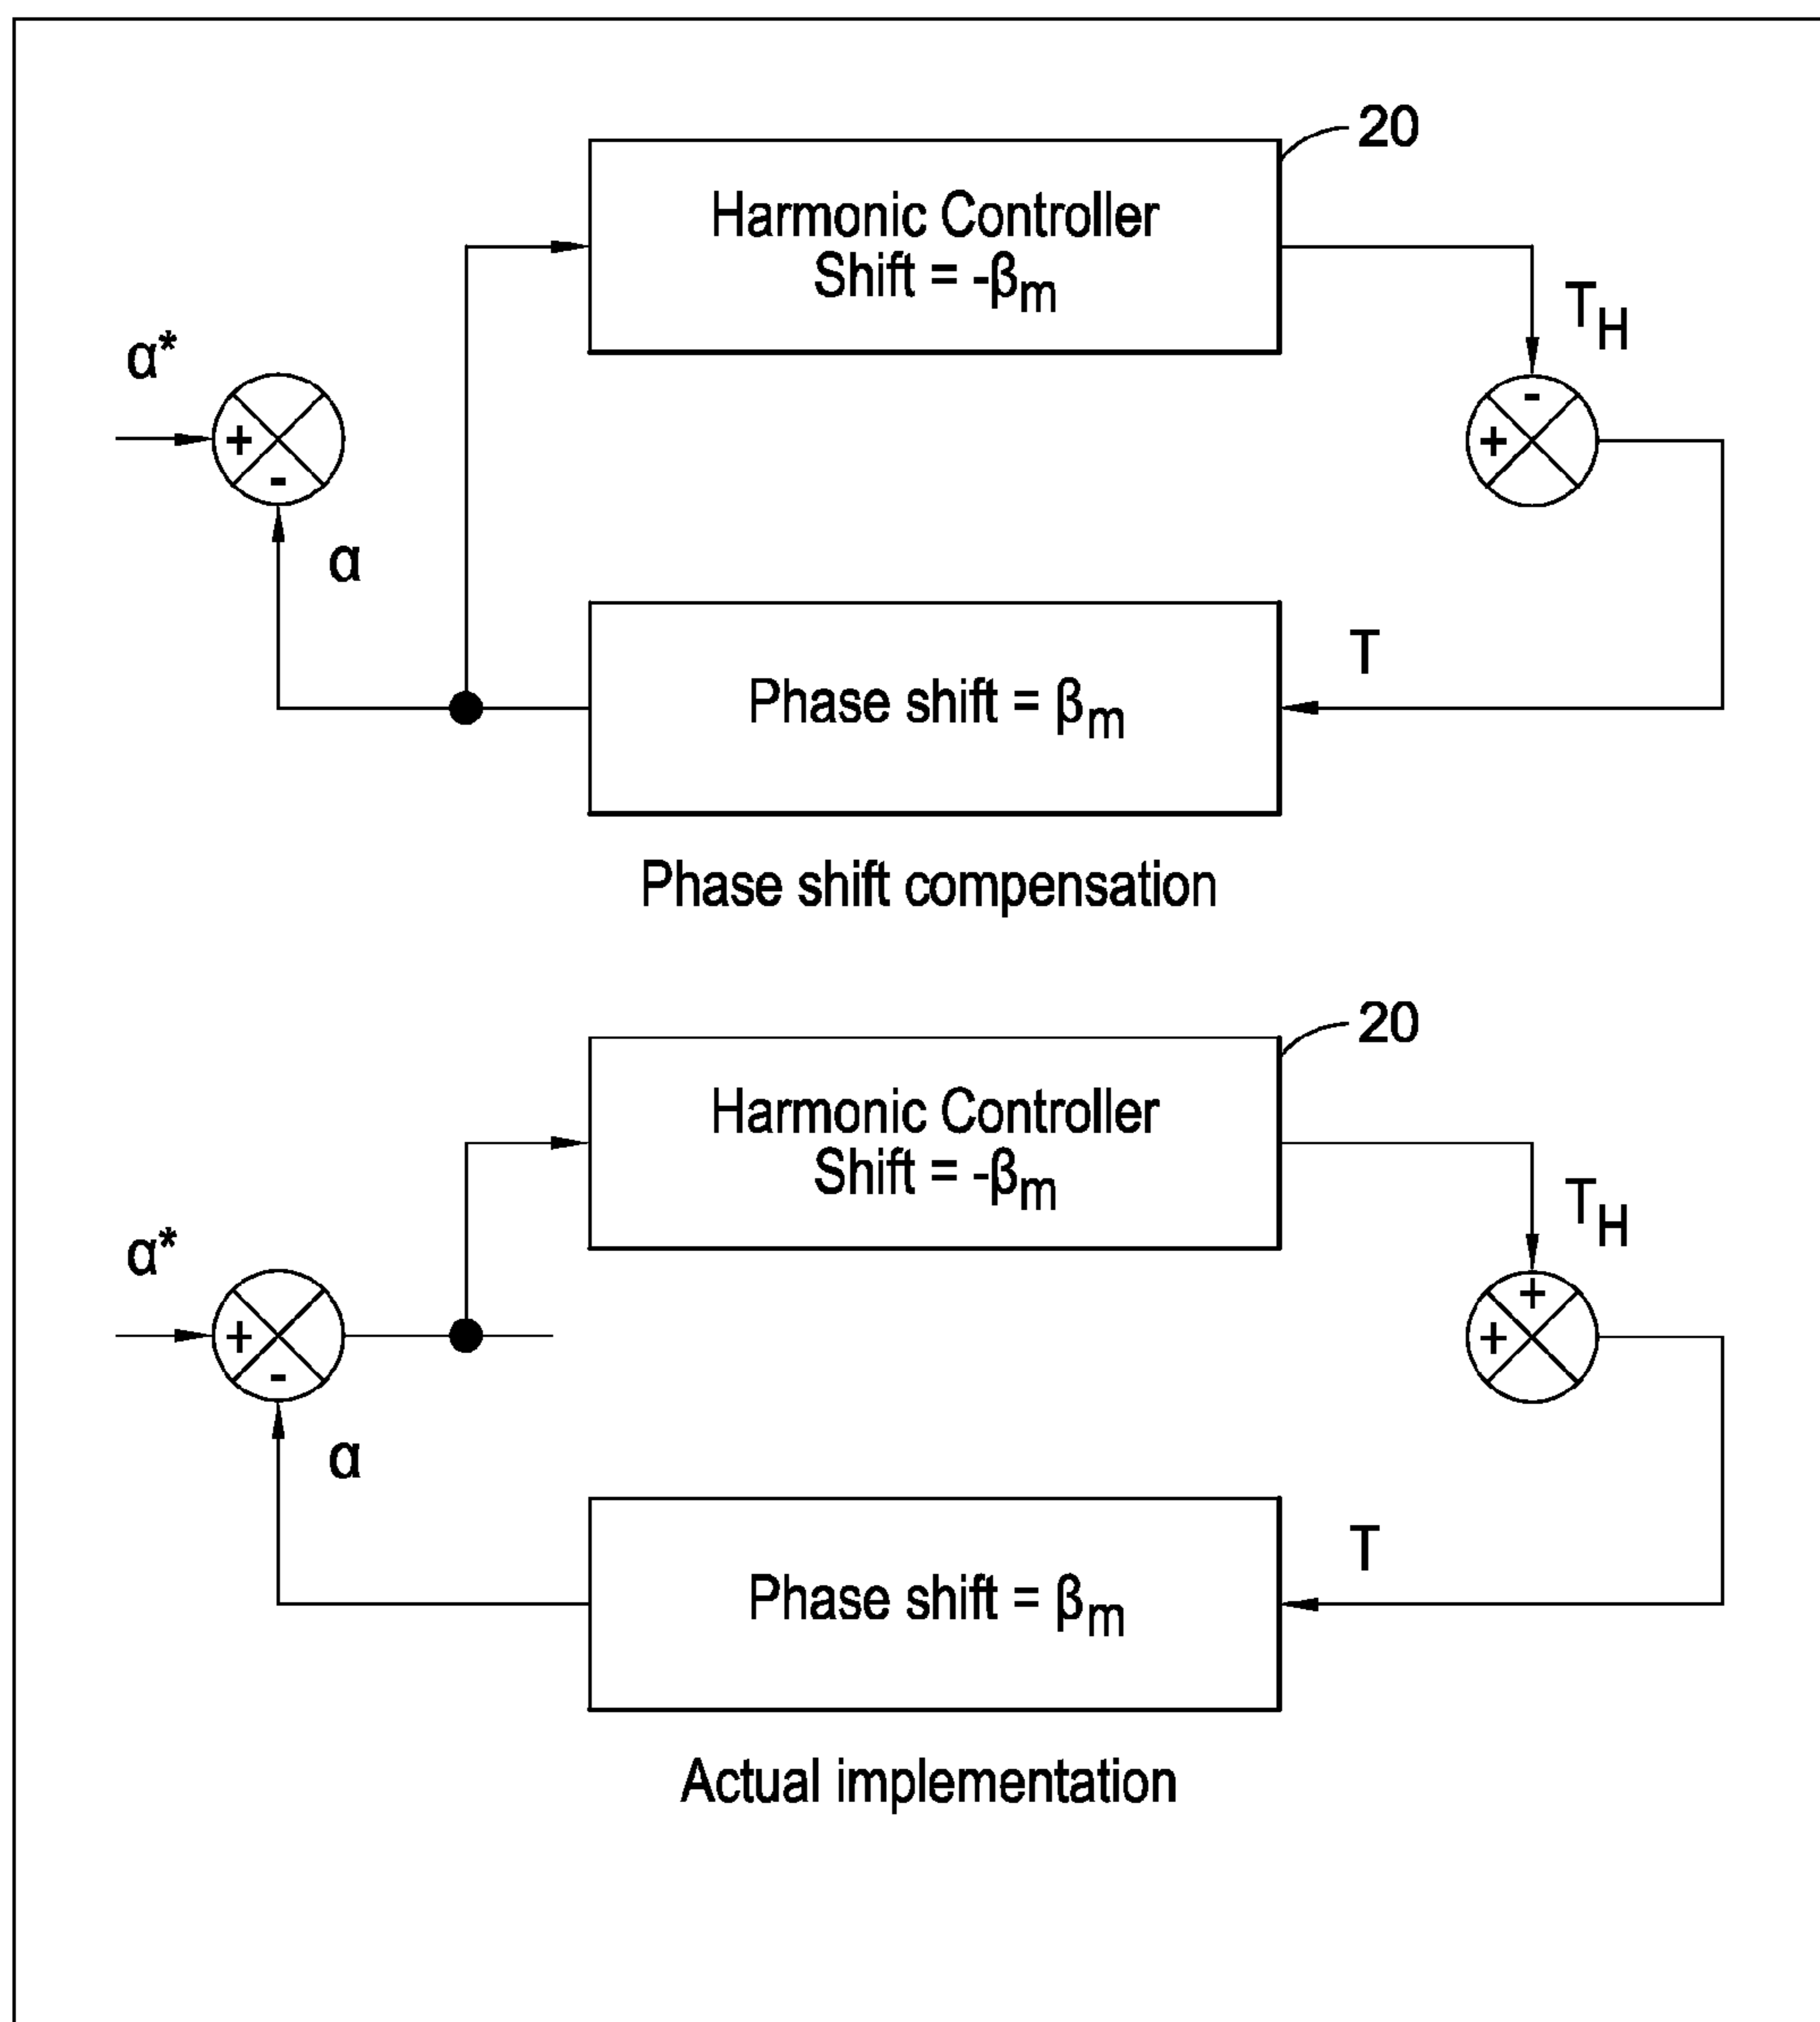 20
Harmonic Controller
Shift = -βm
TH
α*
-
+
+
-
α
T
Phase shift = βm
Phase shift compensation
20
Harmonic Controller
Shift = -βm
TH
α*
+
+
+
-
α
T
Phase shift = βm
Actual implementation